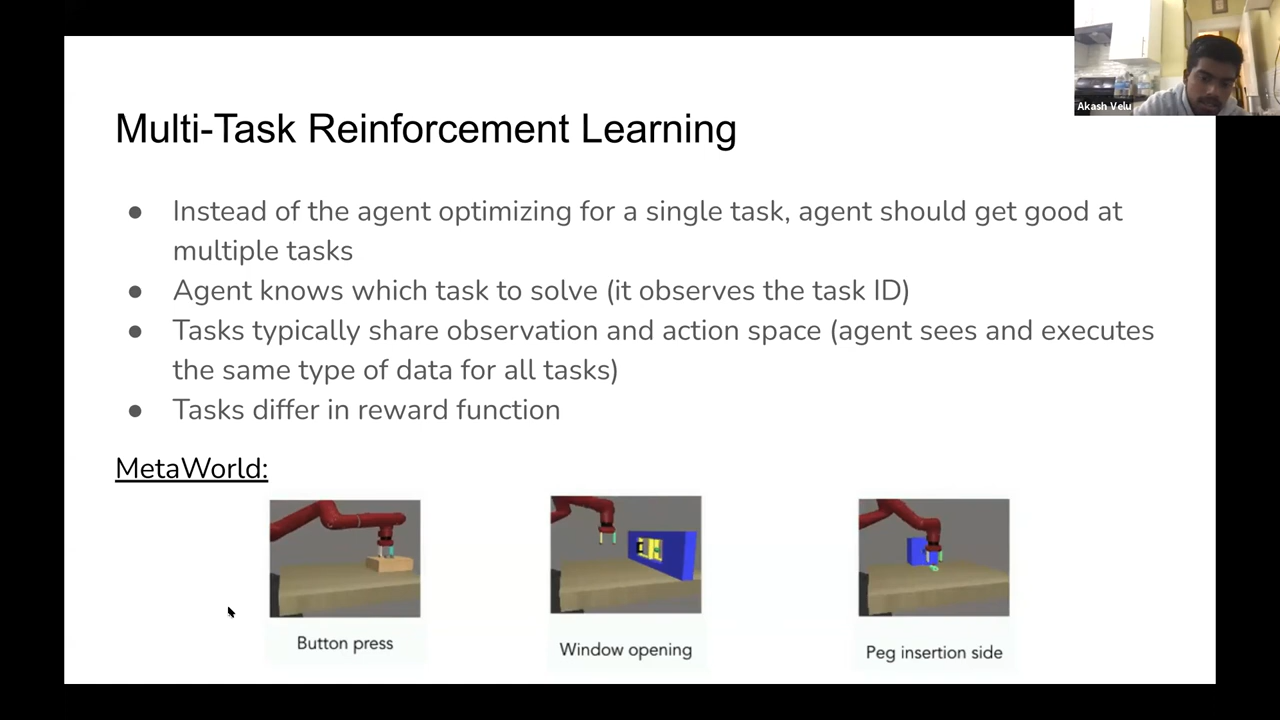 Akash Velu
Multi-Task Reinforcement Learning
● Instead of the agent optimizing for a single task, agent should get good at
multiple tasks
● Agent knows which task to solve (it observes the task ID)
● Tasks typically share observation and action space (agent sees and executes
the same type of data for all tasks)
● Tasks differ in reward function
MetaWorld:
Button press
Window opening
Peg insertion side